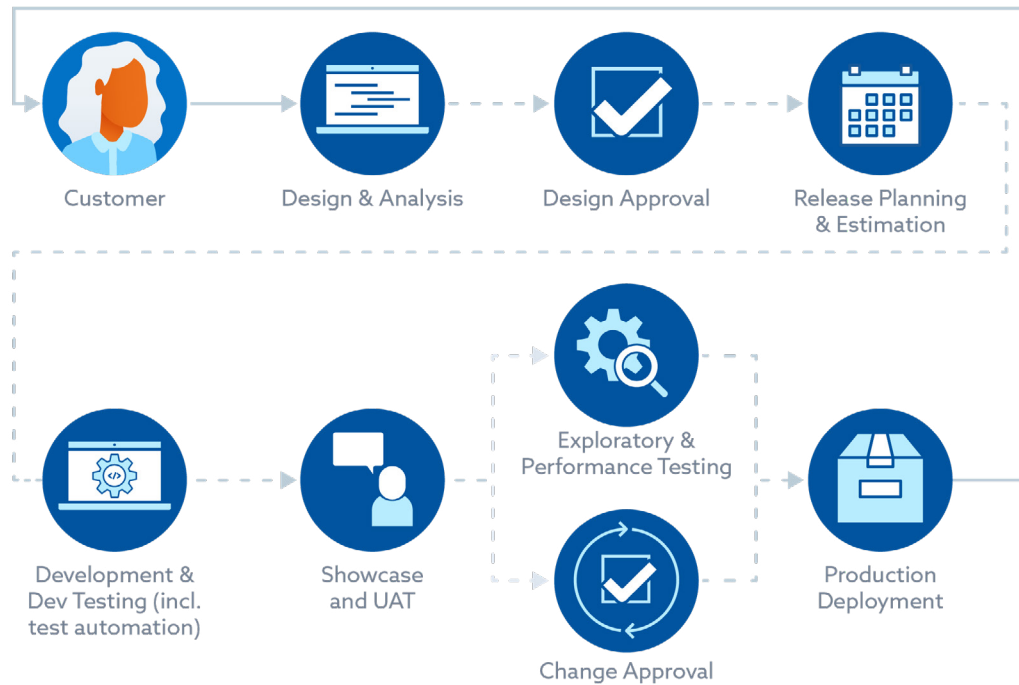 Customer
Design & Analysis
Design Approval
Release Planning
& Estimation
Development &
Dev Testing (incl.
test automation)
Showcase
and UAT
Exploratory &
Performance Testing
Change Approval
Production
Deployment